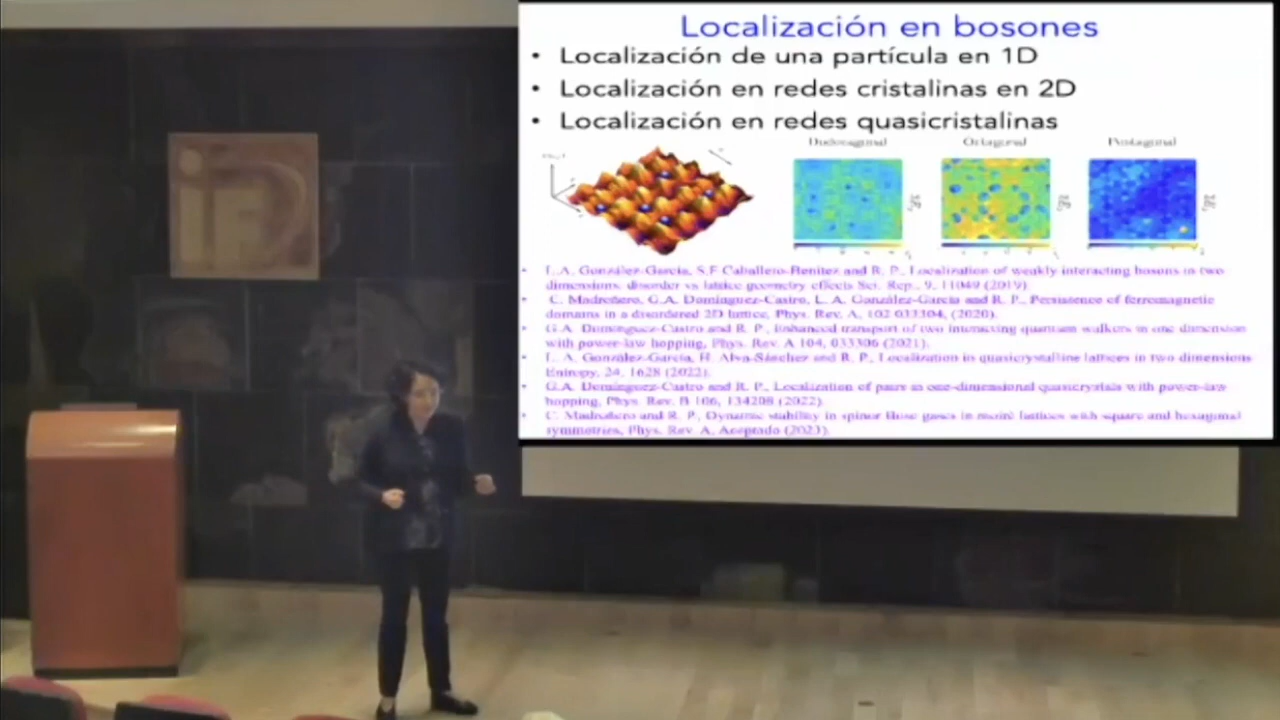 Localización en bosones
• Localización de una partícula en 1D
• Localización en redes cristalinas en 2D
• Localización en redes quasicristalinas
Dodecagonal Octagonal Pentagonal
iF
• L.A. González-García, S.F. Caballero-Benítez and R. P., Localization of weakly interacting bosons in two
dimensions: disorder vs lattice geometry effects Sci. Rep., 9, 11049 (2019).
• C. Madroñero, G.A. Domínguez-Castro, L. A. González-García and R. P., Persistence of ferromagnetic
domains in a disordered 2D lattice, Phys. Rev. A, 102 033304, (2020).
• G.A. Domínguez-Castro and R. P., Enhanced transport of two interacting quantum walkers in one dimension
with power-law hopping, Phys. Rev. A 104, 033306 (2021).
• L. A. González-García, H. Alva-Sánchez and R. P., Localization in quasicrystalline lattices in two dimensions
Entropy, 24, 1628 (2022).
• G.A. Domínguez-Castro and R. P., Localization of pairs in one-dimensional quasicrystals with power-law
hopping, Phys. Rev. B 106, 134208 (2022).
• C. Madroñero and R. P., Dynamic stability in spinor Bose gases in moiré lattices with square and hexagonal
symmetries, Phys. Rev. A, Aceptado (2023).